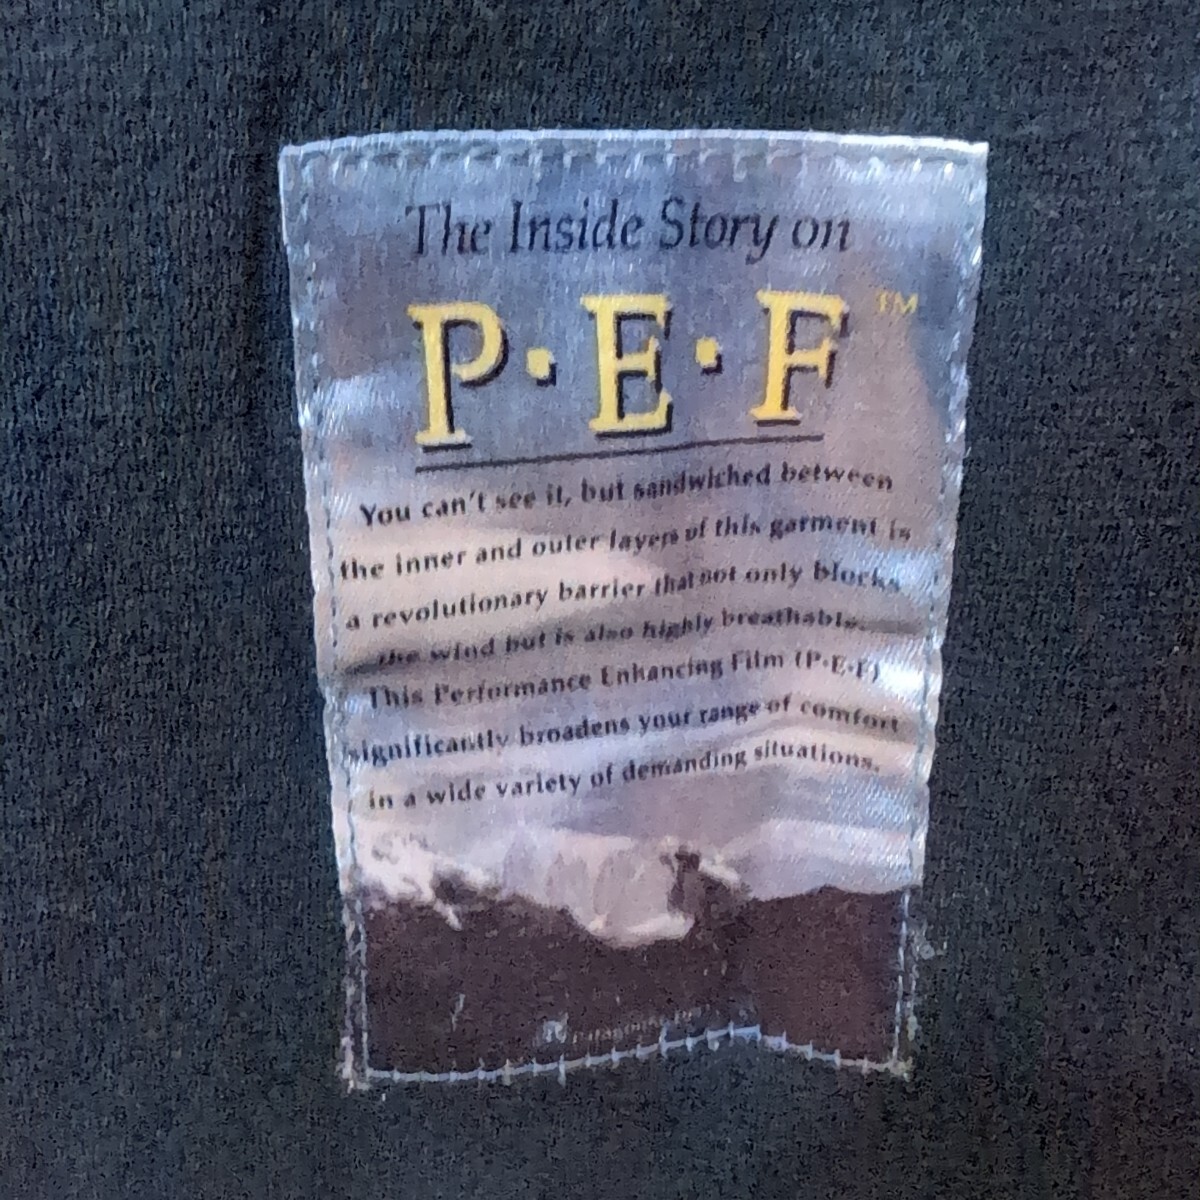 The Inside Story on
P·E·F™
You can't see it, but sandwiched between
the inner and outer layers of this garment is
a revolutionary barrier that not only blocks
the wind but is also highly breathable.
This Performance Enhancing Film (P·E·F)
significantly broadens your range of comfort
in a wide variety of demanding situations.